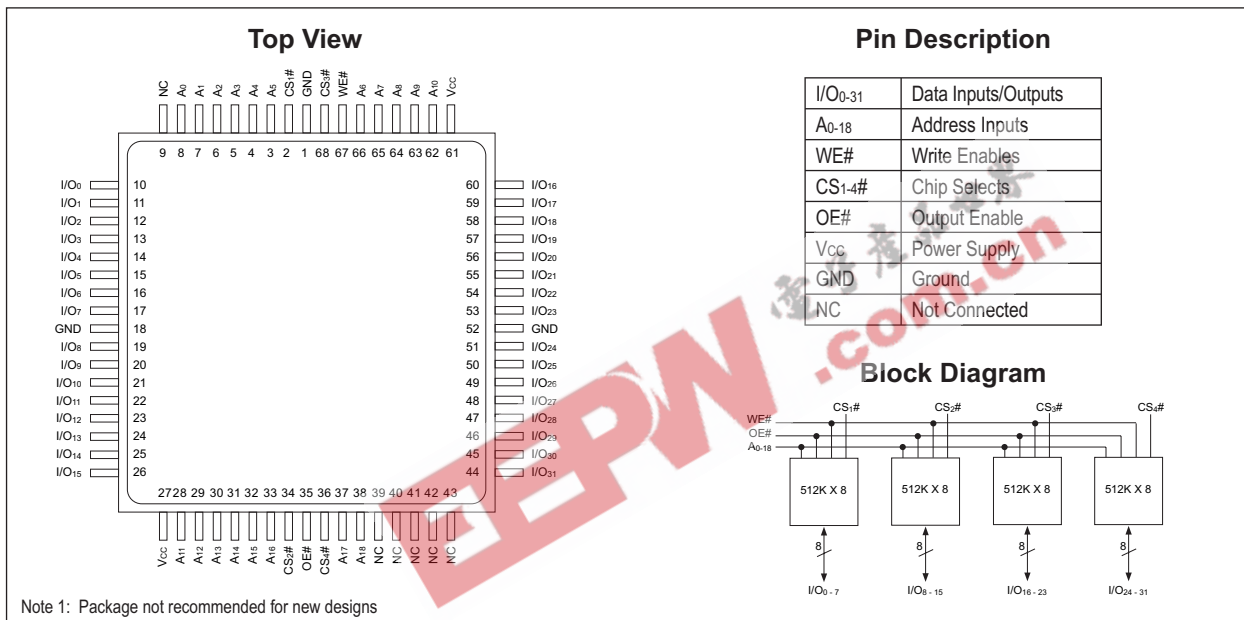 Top View
NC A0 A1 A2 A3 A4 A5 CS1# GND CS3# WE# A6 A7 A8 A9 A10 VCC
9 8 7 6 5 4 3 2 1 68 67 66 65 64 63 62 61
I/O0 10 60 I/O16
I/O1 11 59 I/O17
I/O2 12 58 I/O18
I/O3 13 57 I/O19
I/O4 14 56 I/O20
I/O5 15 55 I/O21
I/O6 16 54 I/O22
I/O7 17 53 I/O23
GND 18 52 GND
I/O8 19 51 I/O24
I/O9 20 50 I/O25
I/O10 21 49 I/O26
I/O11 22 48 I/O27
I/O12 23 47 I/O28
I/O13 24 46 I/O29
I/O14 25 45 I/O30
I/O15 26 44 I/O31
27 28 29 30 31 32 33 34 35 36 37 38 39 40 41 42 43
VCC A11 A12 A13 A14 A15 A16 CS2# OE# CS4# A17 A18 NC NC NC NC NC
Note 1: Package not recommended for new designs
Pin Description
I/O0-31 Data Inputs/Outputs
A0-18 Address Inputs
WE# Write Enables
CS1-4# Chip Selects
OE# Output Enable
VCC Power Supply
GND Ground
NC Not Connected
Block Diagram
CS1# CS2# CS3# CS4#
WE#
OE#
A0-18
512K X 8 512K X 8 512K X 8 512K X 8
8 8 8 8
I/O0 - 7 I/O8 - 15 I/O16 - 23 I/O24 - 31
EEPW
電子產品世界
.com.cn